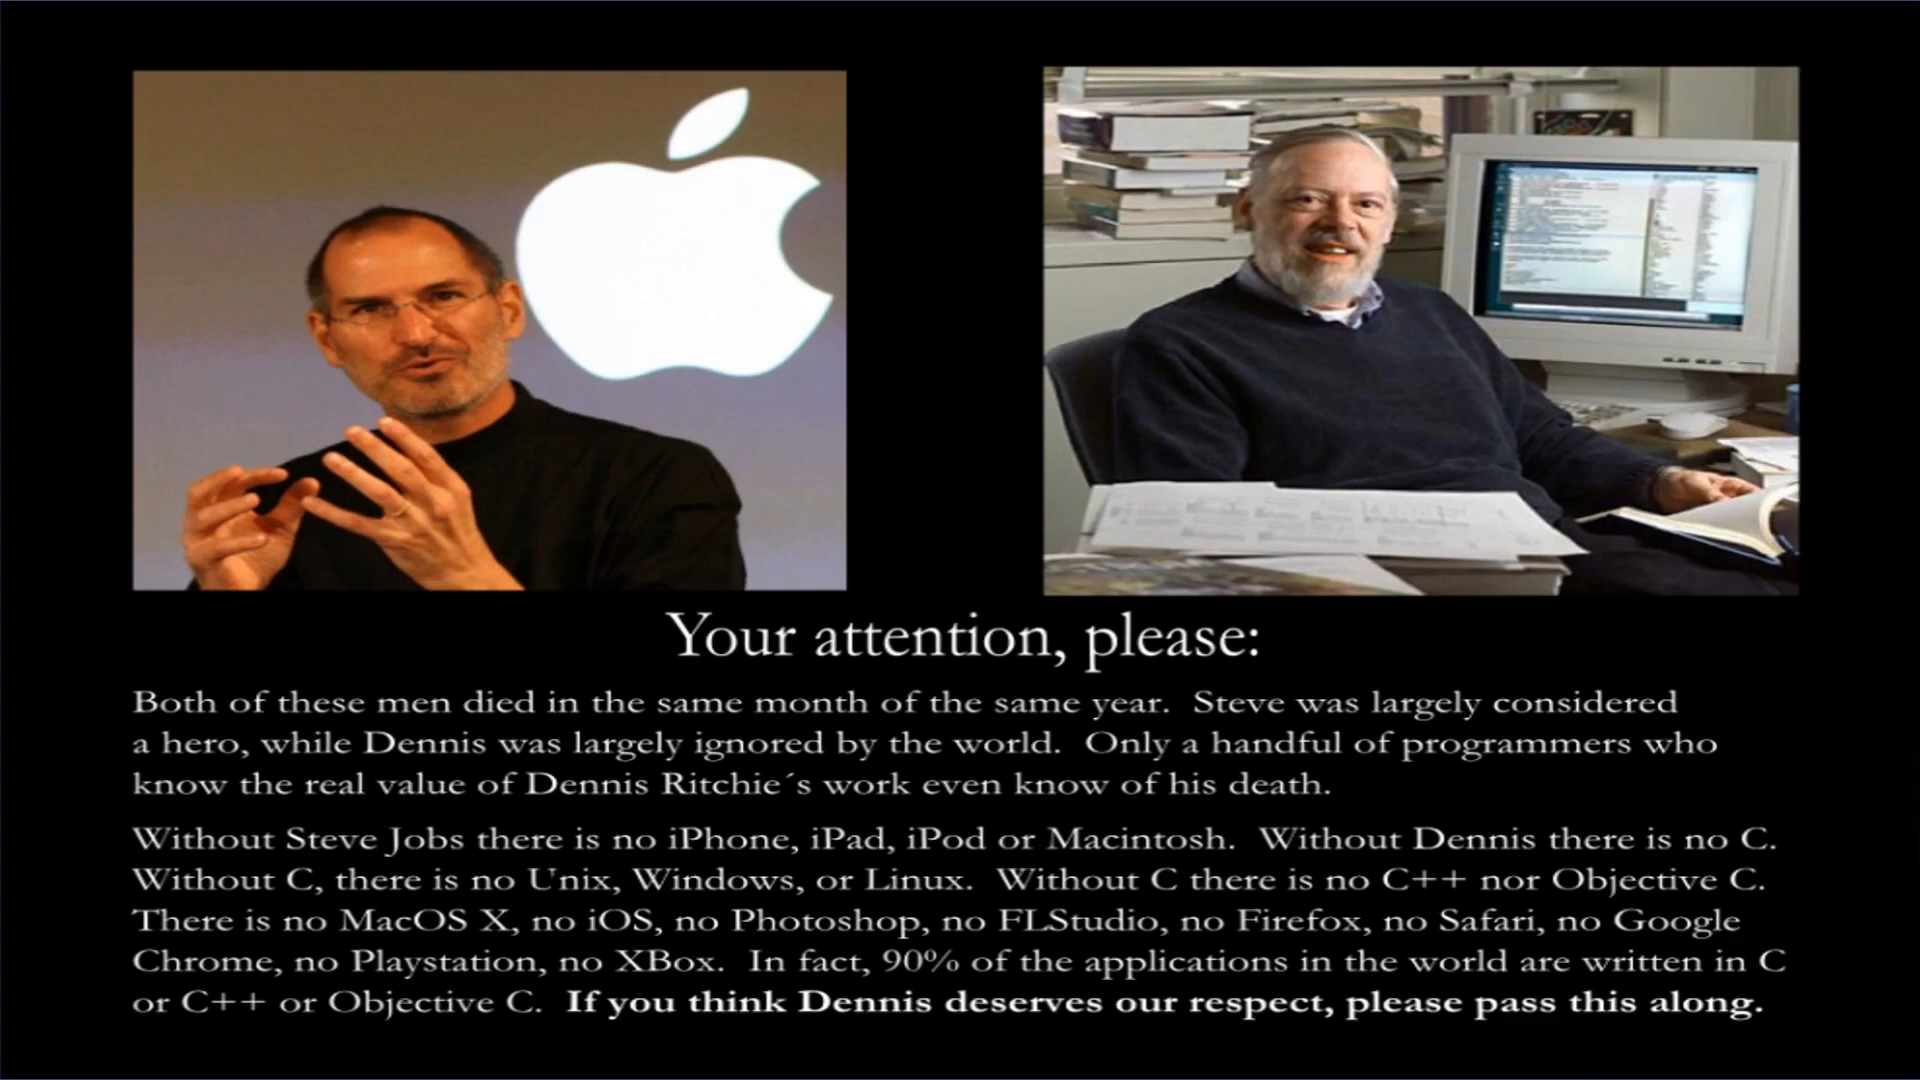 Your attention, please:
Both of these men died in the same month of the same year.  Steve was largely considered
a hero, while Dennis was largely ignored by the world.  Only a handful of programmers who
know the real value of Dennis Ritchie´s work even know of his death.
Without Steve Jobs there is no iPhone, iPad, iPod or Macintosh.  Without Dennis there is no C.
Without C, there is no Unix, Windows, or Linux.  Without C there is no C++ nor Objective C.
There is no MacOS X, no iOS, no Photoshop, no FLStudio, no Firefox, no Safari, no Google
Chrome, no Playstation, no XBox.  In fact, 90% of the applications in the world are written in C
or C++ or Objective C.  If you think Dennis deserves our respect, please pass this along.